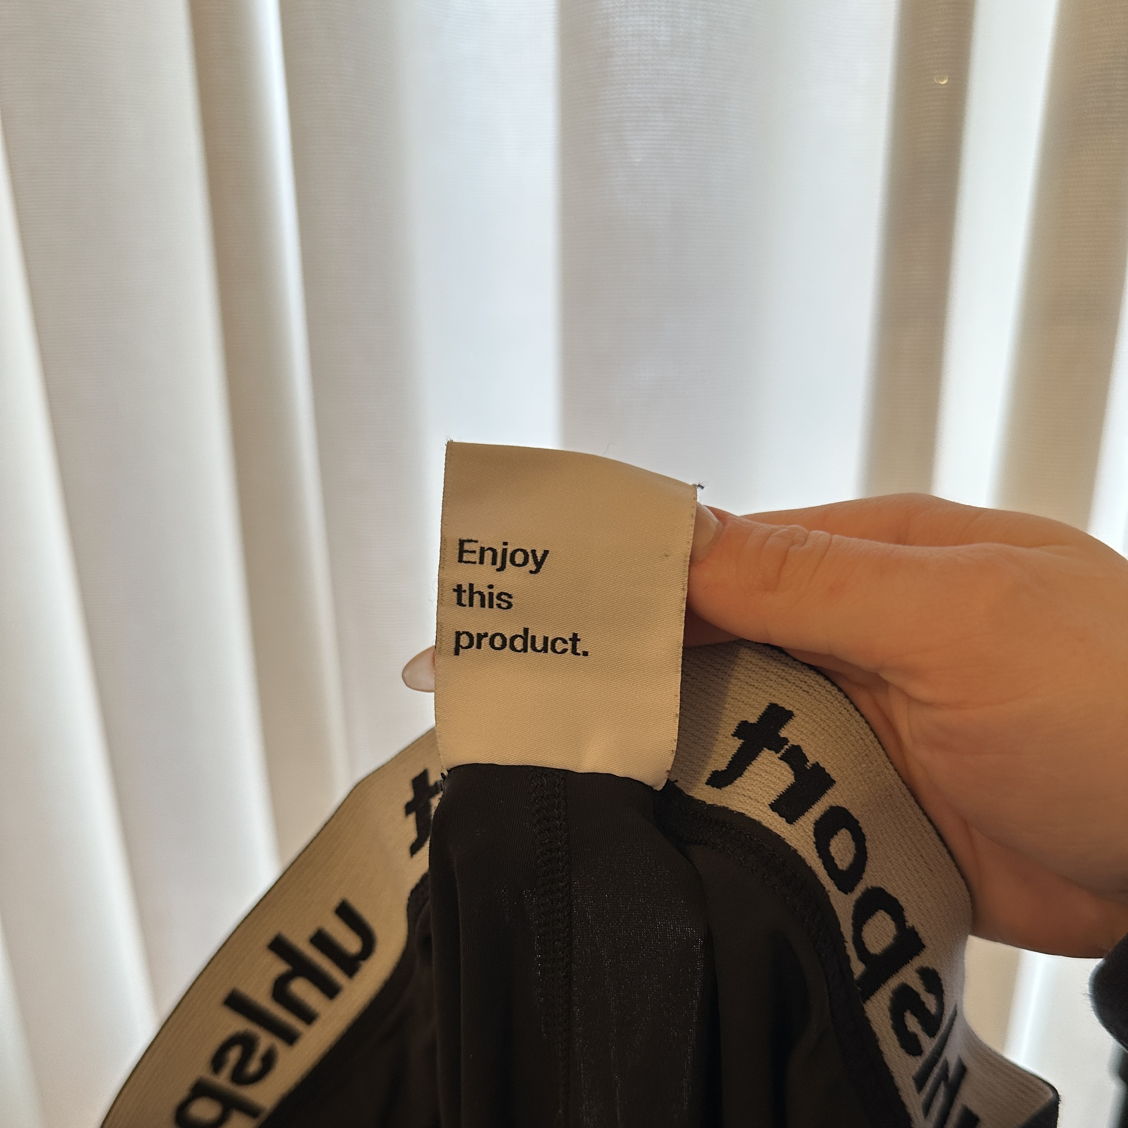 Enjoy
this
product.
uhlsport